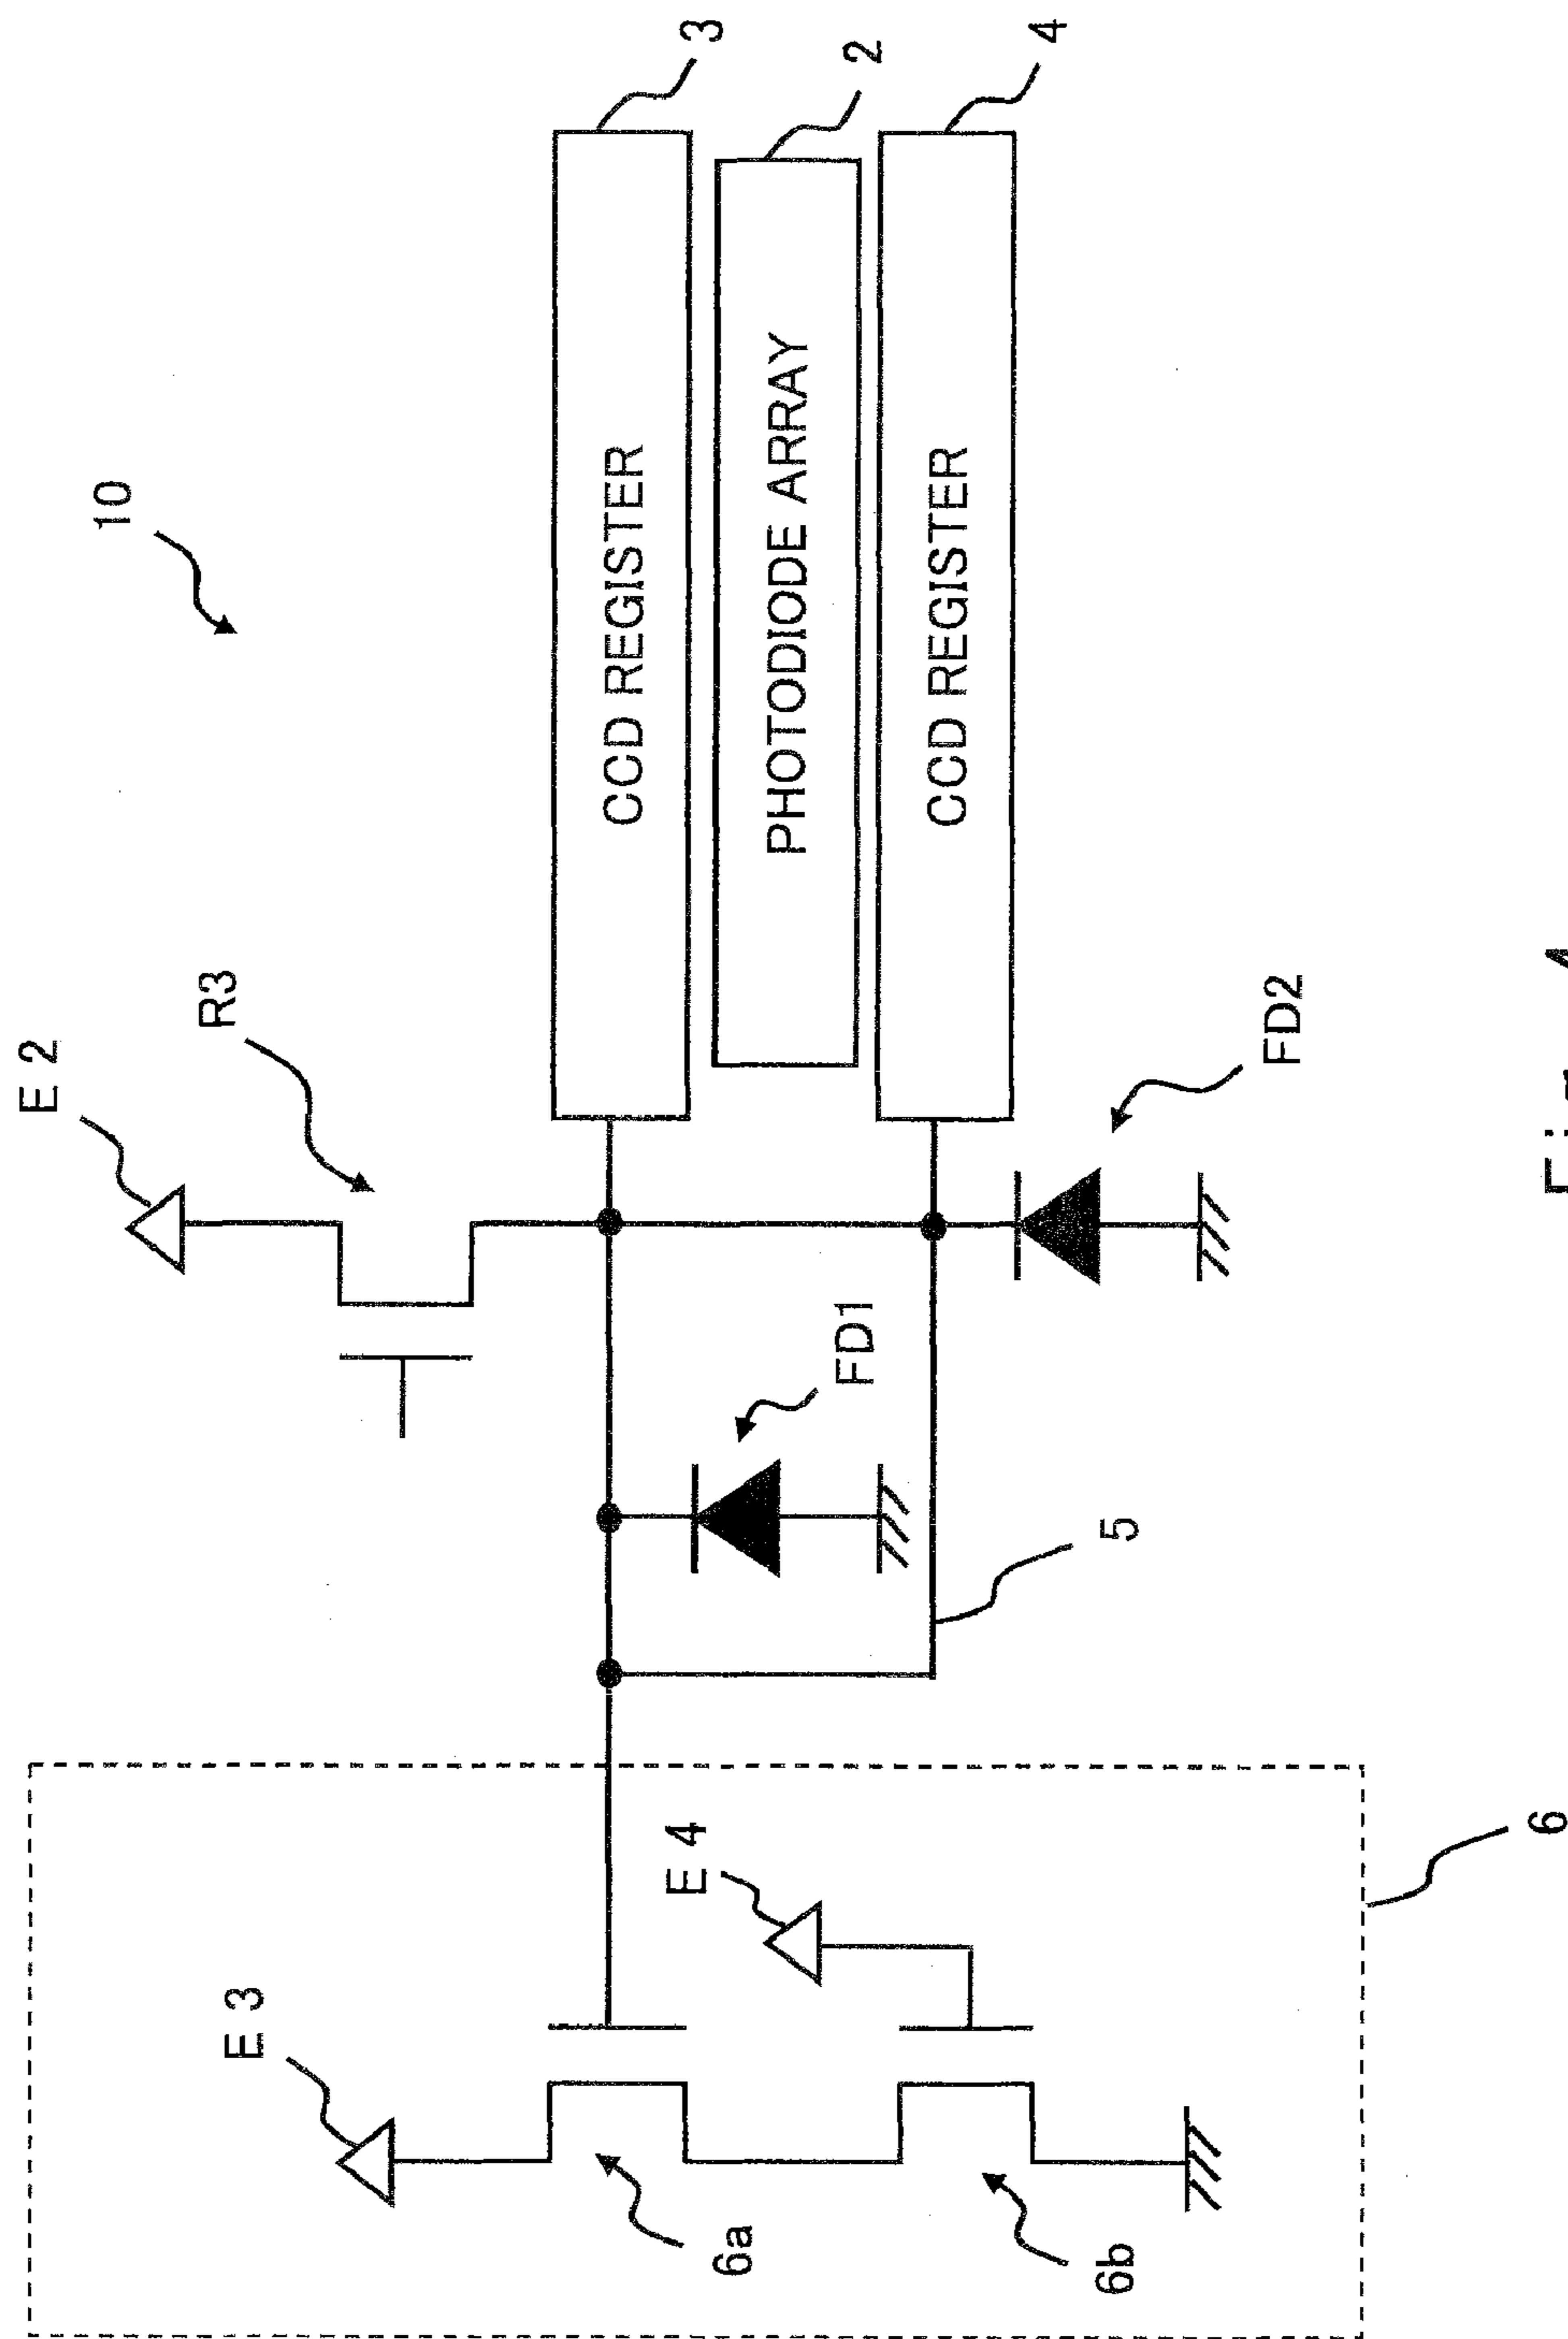 E 2
10
R3
E 3
3
CCD REGISTER
E 4
6a
2
PHOTODIODE ARRAY
FD1
CCD REGISTER
4
6b
5
FD2
6